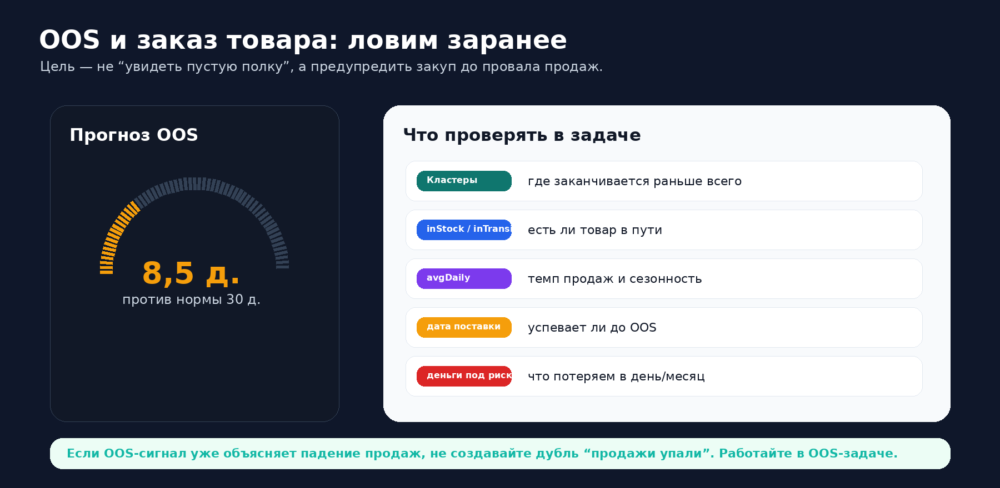 OOS и заказ товара: ловим заранее
Цель — не “увидеть пустую полку”, а предупредить закуп до провала продаж.
Прогноз OOS
8,5 д.
против нормы 30 д.
Что проверять в задаче
Кластеры
где заканчивается раньше всего
inStock / inTransi
есть ли товар в пути
avgDaily
темп продаж и сезонность
дата поставки
успевает ли до OOS
деньги под риск
что потеряем в день/месяц
Если OOS-сигнал уже объясняет падение продаж, не создавайте дубль “продажи упали”. Работайте в OOS-задаче.